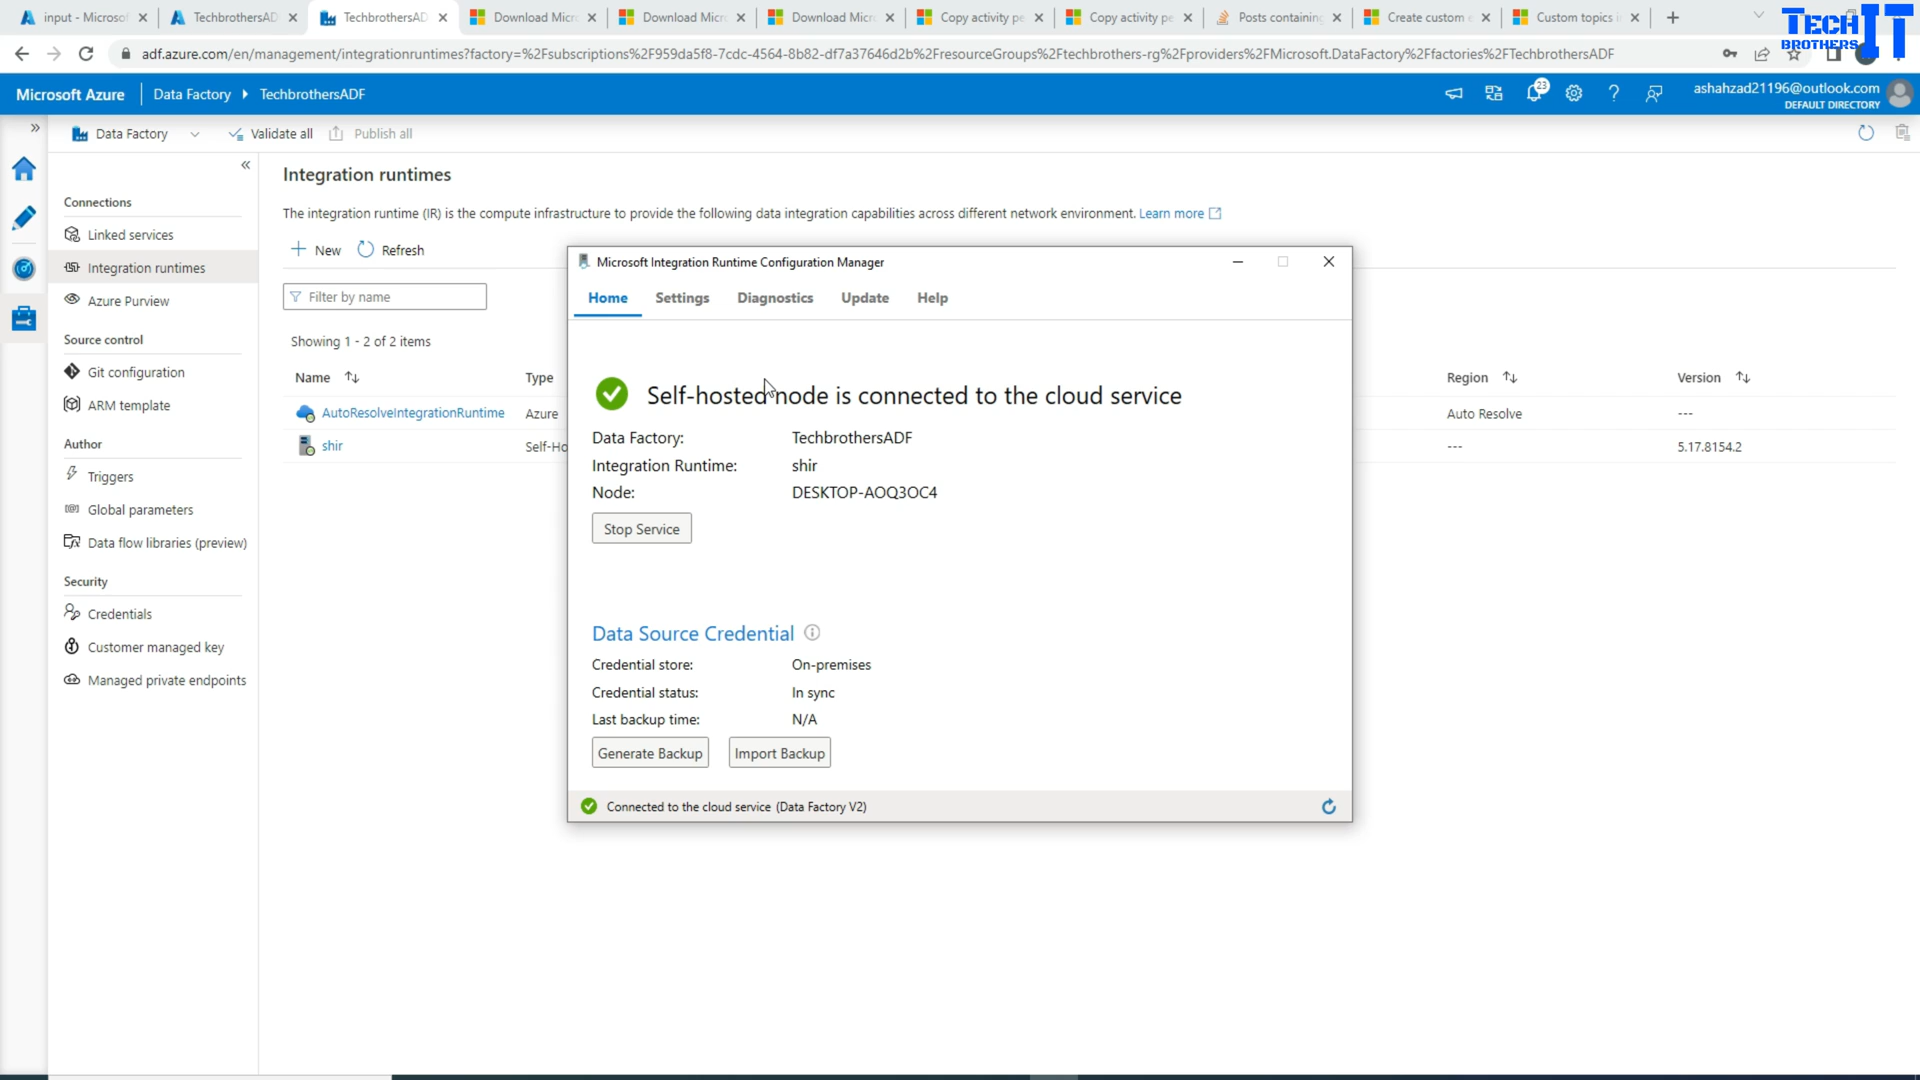 input - Microsof
TechbrothersAD
TechbrothersAD
Download Micr
Download Micr
Download Micr
Copy activity pe
Copy activity pe
Posts containing
Create custom e
Custom topics i
TECH IT
BROTHERS
adf.azure.com/en/management/integrationruntimes?factory=%2Fsubscriptions%2F959da5f8-7cdc-4564-8b82-df7a37646d2b%2FresourceGroups%2Ftechbrothers-rg%2Fproviders%2FMicrosoft.DataFactory%2Ffactories%2FTechbrothersADF
Microsoft Azure
Data Factory
TechbrothersADF
23
ashahzad21196@outlook.com
DEFAULT DIRECTORY
Data Factory
Validate all
Publish all
Connections
Linked services
Integration runtimes
Azure Purview
Source control
Git configuration
ARM template
Author
Triggers
Global parameters
Data flow libraries (preview)
Security
Credentials
Customer managed key
Managed private endpoints
Integration runtimes
The integration runtime (IR) is the compute infrastructure to provide the following data integration capabilities across different network environment. Learn more
New
Refresh
Filter by name
Showing 1 - 2 of 2 items
Name
Type
Region
Version
AutoResolveIntegrationRuntime
Azure
Auto Resolve
---
shir
Self-Ho
---
5.17.8154.2
Microsoft Integration Runtime Configuration Manager
Home
Settings
Diagnostics
Update
Help
Self-hosted node is connected to the cloud service
Data Factory: TechbrothersADF
Integration Runtime: shir
Node: DESKTOP-AOQ3OC4
Stop Service
Data Source Credential
Credential store: On-premises
Credential status: In sync
Last backup time: N/A
Generate Backup
Import Backup
Connected to the cloud service (Data Factory V2)